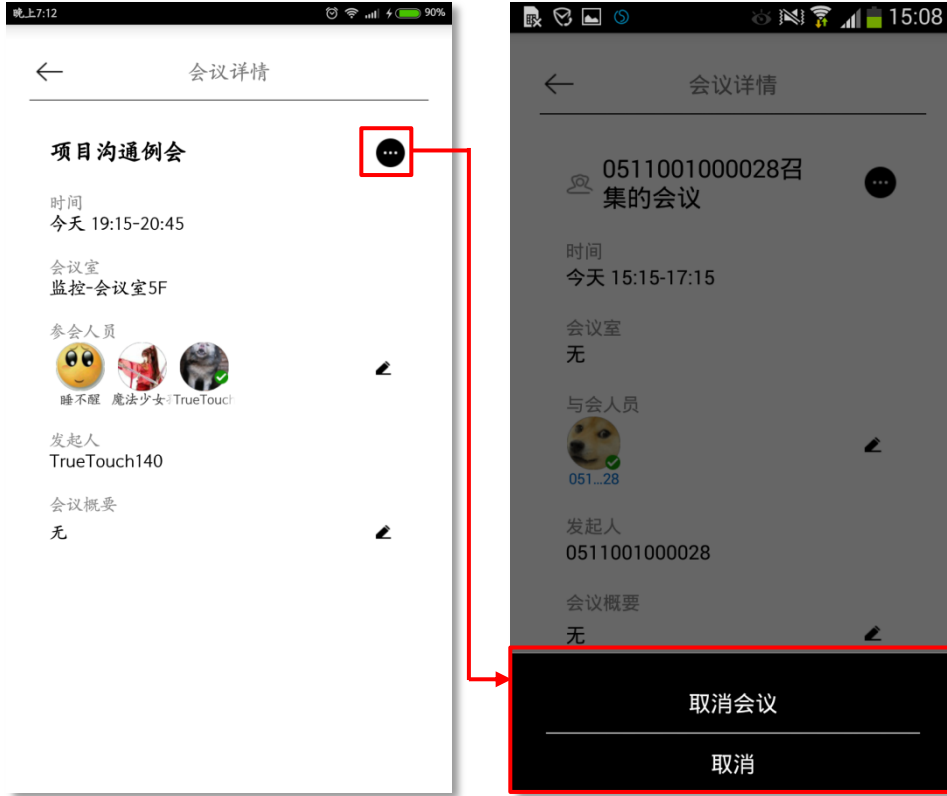 晚上7:12
90%
会议详情
项目沟通例会
时间
今天 19:15-20:45
会议室
监控-会议室5F
参会人员
睡不醒 魔法少女 TrueTouch
发起人
TrueTouch140
会议概要
无
15:08
会议详情
0511001000028召
集的会议
时间
今天 15:15-17:15
会议室
无
与会人员
051...28
发起人
0511001000028
会议概要
无
取消会议
取消